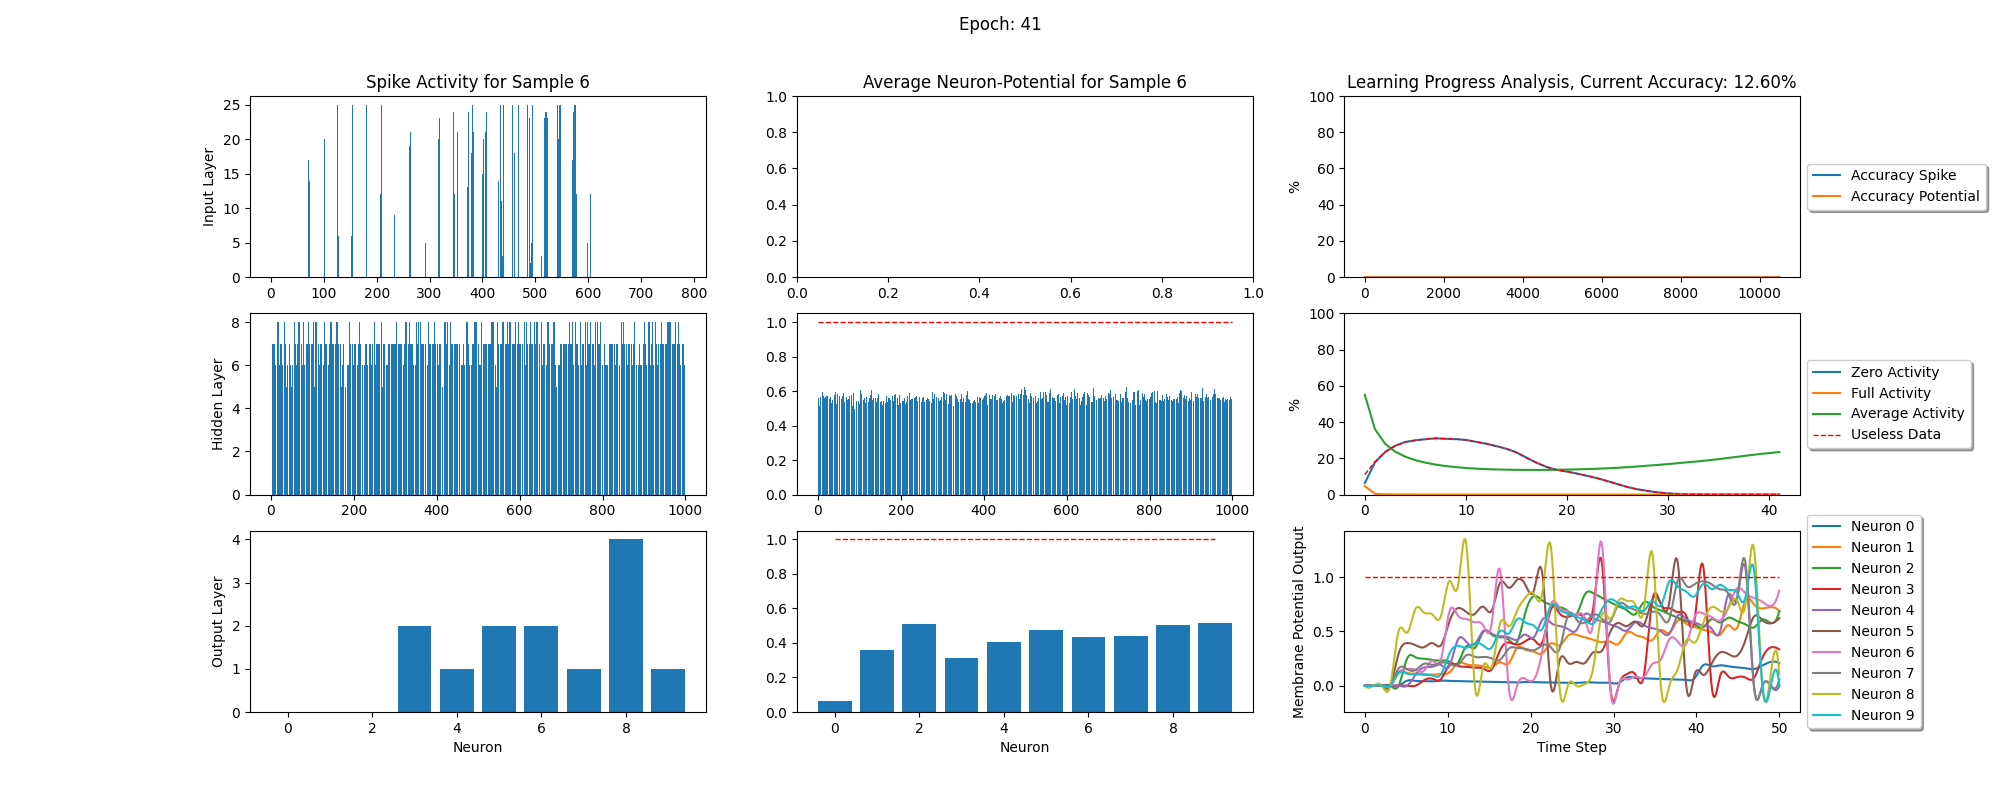 Epoch: 41
Spike Activity for Sample 6
Average Neuron-Potential for Sample 6
Learning Progress Analysis, Current Accuracy: 12.60%
Input Layer
25
20
15
10
5
0
0 100 200 300 400 500 600 700 800
1.0
0.8
0.6
0.4
0.2
0.0
0.0 0.2 0.4 0.6 0.8 1.0
%
100
80
60
40
20
0
0 2000 4000 6000 8000 10000
Accuracy Spike
Accuracy Potential
Hidden Layer
8
6
4
2
0
0 200 400 600 800 1000
1.0
0.8
0.6
0.4
0.2
0.0
0 200 400 600 800 1000
%
100
80
60
40
20
0
0 10 20 30 40
Zero Activity
Full Activity
Average Activity
Useless Data
Output Layer
4
3
2
1
0
0 2 4 6 8
Neuron
1.0
0.8
0.6
0.4
0.2
0.0
0 2 4 6 8
Neuron
Membrane Potential Output
1.0
0.5
0.0
0 10 20 30 40 50
Time Step
Neuron 0
Neuron 1
Neuron 2
Neuron 3
Neuron 4
Neuron 5
Neuron 6
Neuron 7
Neuron 8
Neuron 9